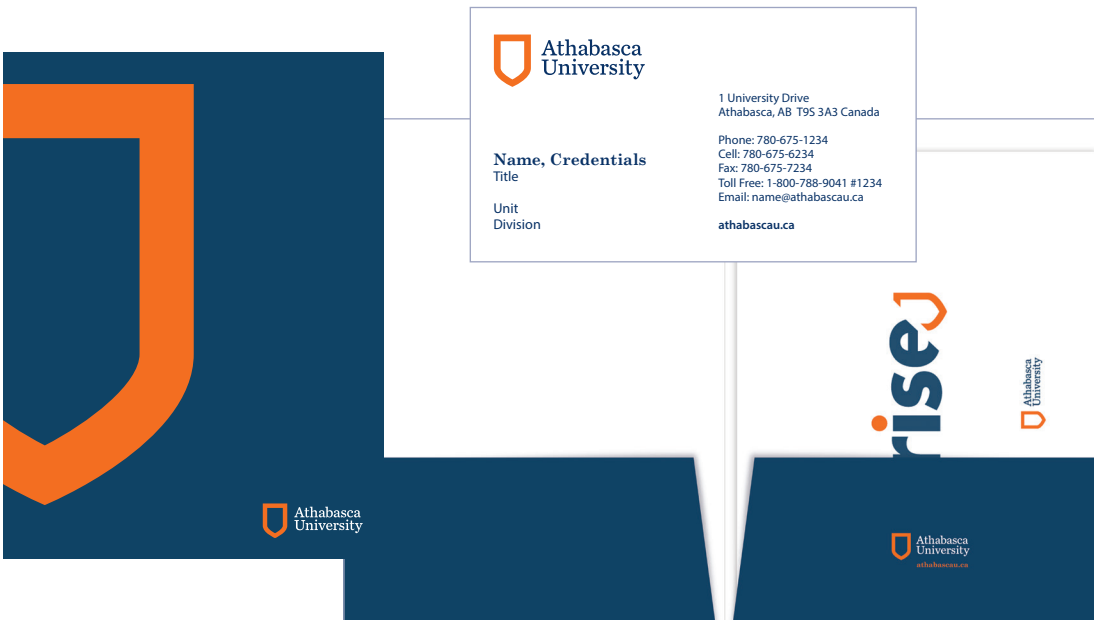 Athabasca
University
1 University Drive
Athabasca, AB T9S 3A3 Canada
Phone: 780-675-1234
Cell: 780-675-6234
Fax: 780-675-7234
Toll Free: 1-800-788-9041 #1234
Email: name@athabascau.ca
athabascau.ca
Name, Credentials
Title
Unit
Division
Athabasca
University
rise
Athabasca
University
Athabasca
University
athabascau.ca